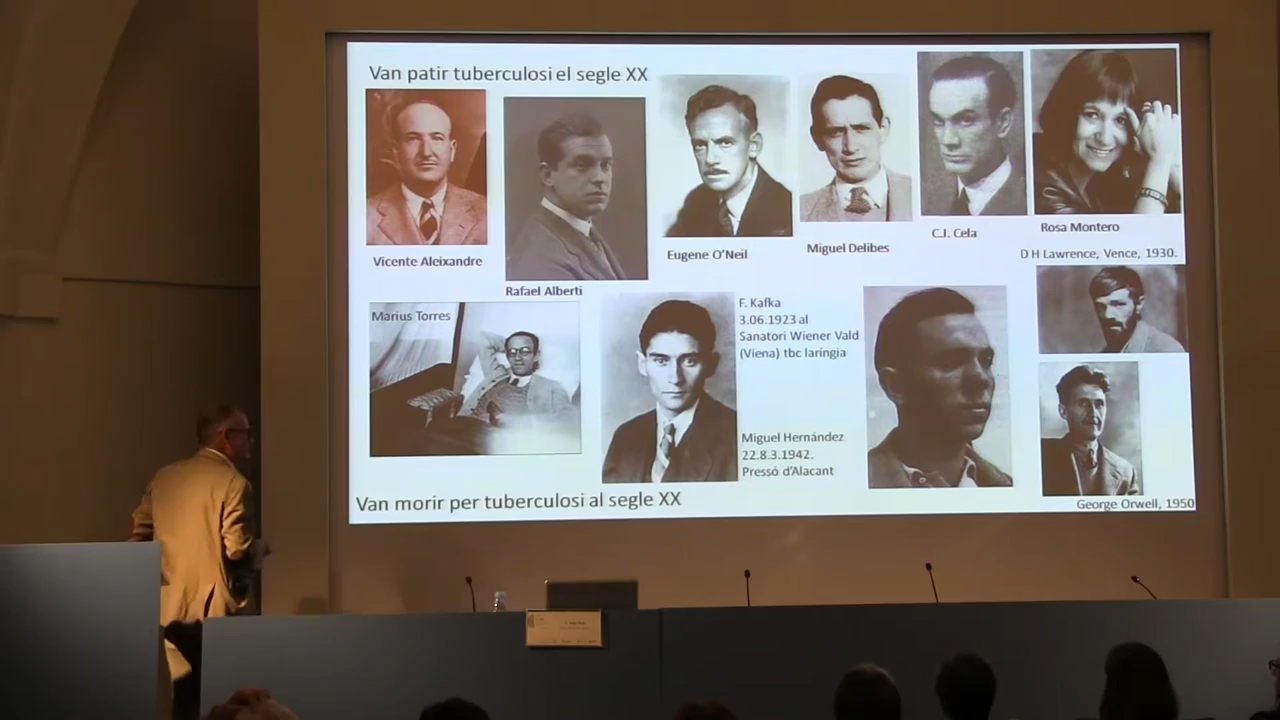 Van patir tuberculosi el segle XX
Vicente Aleixandre
Rafael Alberti
Eugene O'Neil
Miguel Delibes
C.J. Cela
Rosa Montero
D H Lawrence, Vence, 1930.
Marius Torres
F. Kafka
3.06.1923 al
Sanatori Wiener Vald
(Viena) tbc laríngia
Miguel Hernández
22.8.3.1942.
Pressó d'Alacant
George Orwell, 1950
Van morir per tuberculosi al segle XX